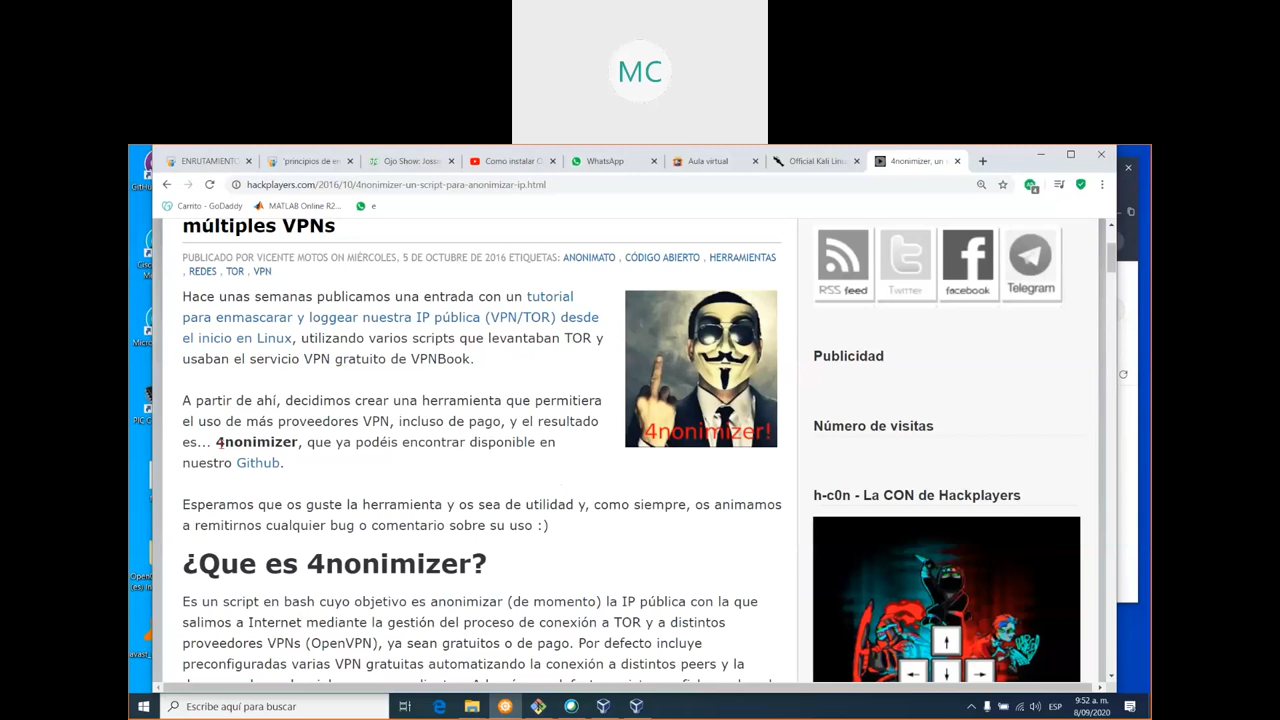 MC
ENRUTAMIENTO
'principios de en
Ojo Show: Joss
Como instalar
WhatsApp
Aula virtual
Official Kali Linu
4nonimizer, un s
hackplayers.com/2016/10/4nonimizer-un-script-para-anonimizar-ip.html
Carrito - GoDaddy
MATLAB Online R2...
e
múltiples VPNs
PUBLICADO POR VICENTE MOTOS ON MIÉRCOLES, 5 DE OCTUBRE DE 2016 ETIQUETAS: ANONIMATO , CÓDIGO ABIERTO , HERRAMIENTAS
, REDES , TOR , VPN
Hace unas semanas publicamos una entrada con un tutorial
para enmascarar y loggear nuestra IP pública (VPN/TOR) desde
el inicio en Linux, utilizando varios scripts que levantaban TOR y
usaban el servicio VPN gratuito de VPNBook.
A partir de ahí, decidimos crear una herramienta que permitiera
el uso de más proveedores VPN, incluso de pago, y el resultado
es... 4nonimizer, que ya podéis encontrar disponible en
nuestro Github.
4nonimizer!
Esperamos que os guste la herramienta y os sea de utilidad y, como siempre, os animamos
a remitirnos cualquier bug o comentario sobre su uso :)
¿Que es 4nonimizer?
Es un script en bash cuyo objetivo es anonimizar (de momento) la IP pública con la que
salimos a Internet mediante la gestión del proceso de conexión a TOR y a distintos
proveedores VPNs (OpenVPN), ya sean gratuitos o de pago. Por defecto incluye
preconfiguradas varias VPN gratuitas automatizando la conexión a distintos peers y la
RSS feed
Twitter
facebook
Telegram
Publicidad
Número de visitas
h-c0n - La CON de Hackplayers
Escribe aquí para buscar
ESP
9:52 a. m.
8/09/2020